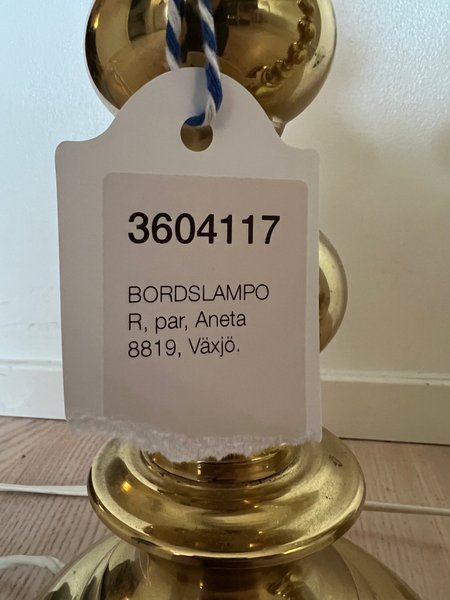 3604117
BORDSLAMPO
R, par, Aneta
8819, Växjö.